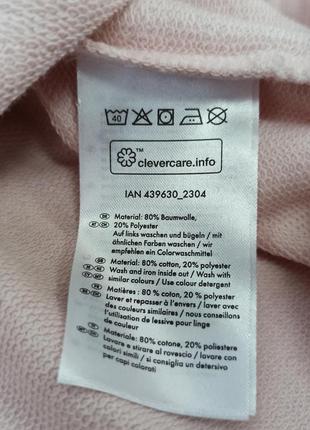 40
clevercare.info
IAN 439630_2304
Material: 80% Baumwolle,
20% Polyester
Auf links waschen und bügeln / mit
ähnlichen Farben waschen / wir
empfehlen ein Colorwaschmittel
Material: 80% cotton, 20% polyester
Wash and iron inside out / Wash with
similar colours / Use colour detergent
Matières : 80 % coton, 20 % polyester
Laver et repasser à l'envers / laver avec
des couleurs similaires / nous conseillons
l'utilisation de lessive pour linge
de couleur
Materiale: 80% cotone, 20% poliestere
Lavare e stirare al rovescio / lavare con
colori simili / si consiglia un detersivo
per capi colorati